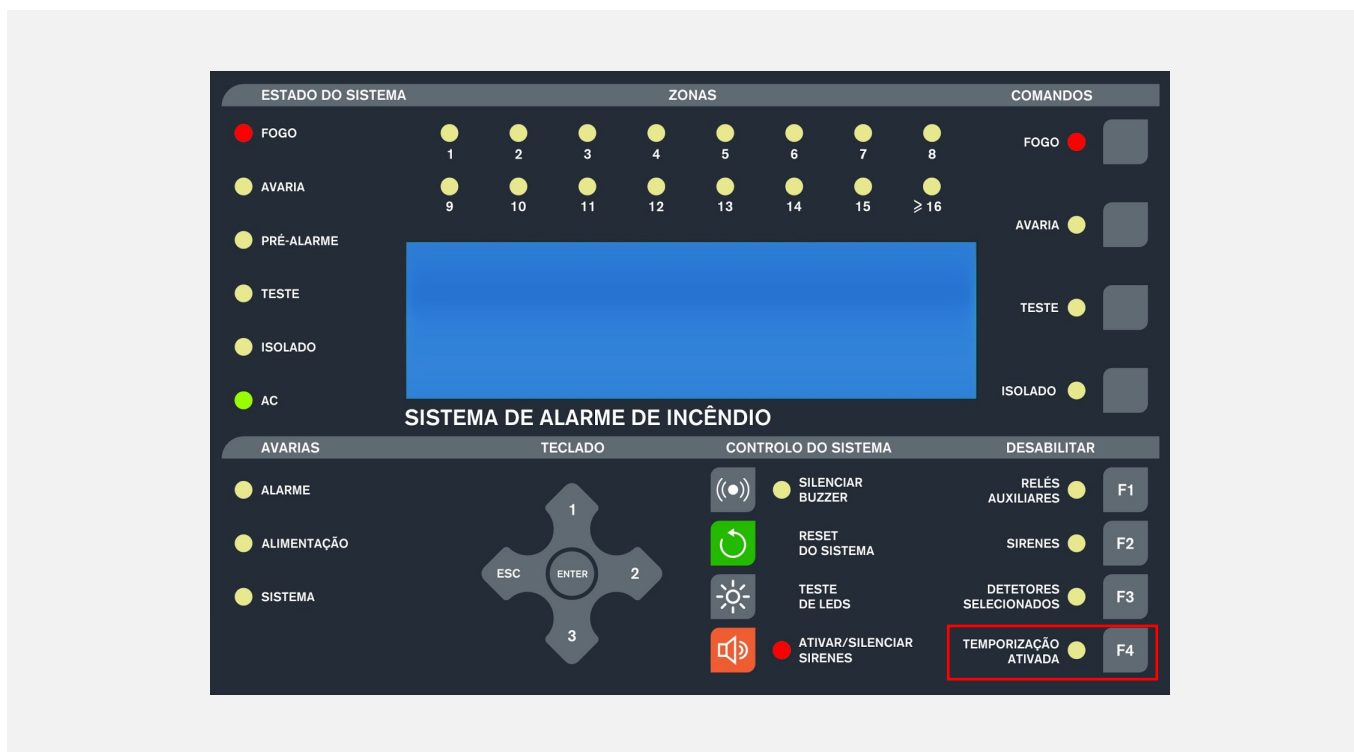 ESTADO DO SISTEMA ZONAS COMANDOS
FOGO
1 2 3 4 5 6 7 8
FOGO
AVARIA
9 10 11 12 13 14 15 ⩾ 16
AVARIA
PRÉ-ALARME
TESTE
TESTE
ISOLADO
ISOLADO
AC
SISTEMA DE ALARME DE INCÊNDIO
AVARIAS TECLADO CONTROLO DO SISTEMA DESABILITAR
ALARME
ALIMENTAÇÃO
SISTEMA
1
ESC ENTER 2
3
SILENCIAR
BUZZER
RESET
DO SISTEMA
TESTE
DE LEDS
ATIVAR/SILENCIAR
SIRENES
RELÉS
AUXILIARES F1
SIRENES F2
DETETORES
SELECIONADOS F3
TEMPORIZAÇÃO
ATIVADA F4